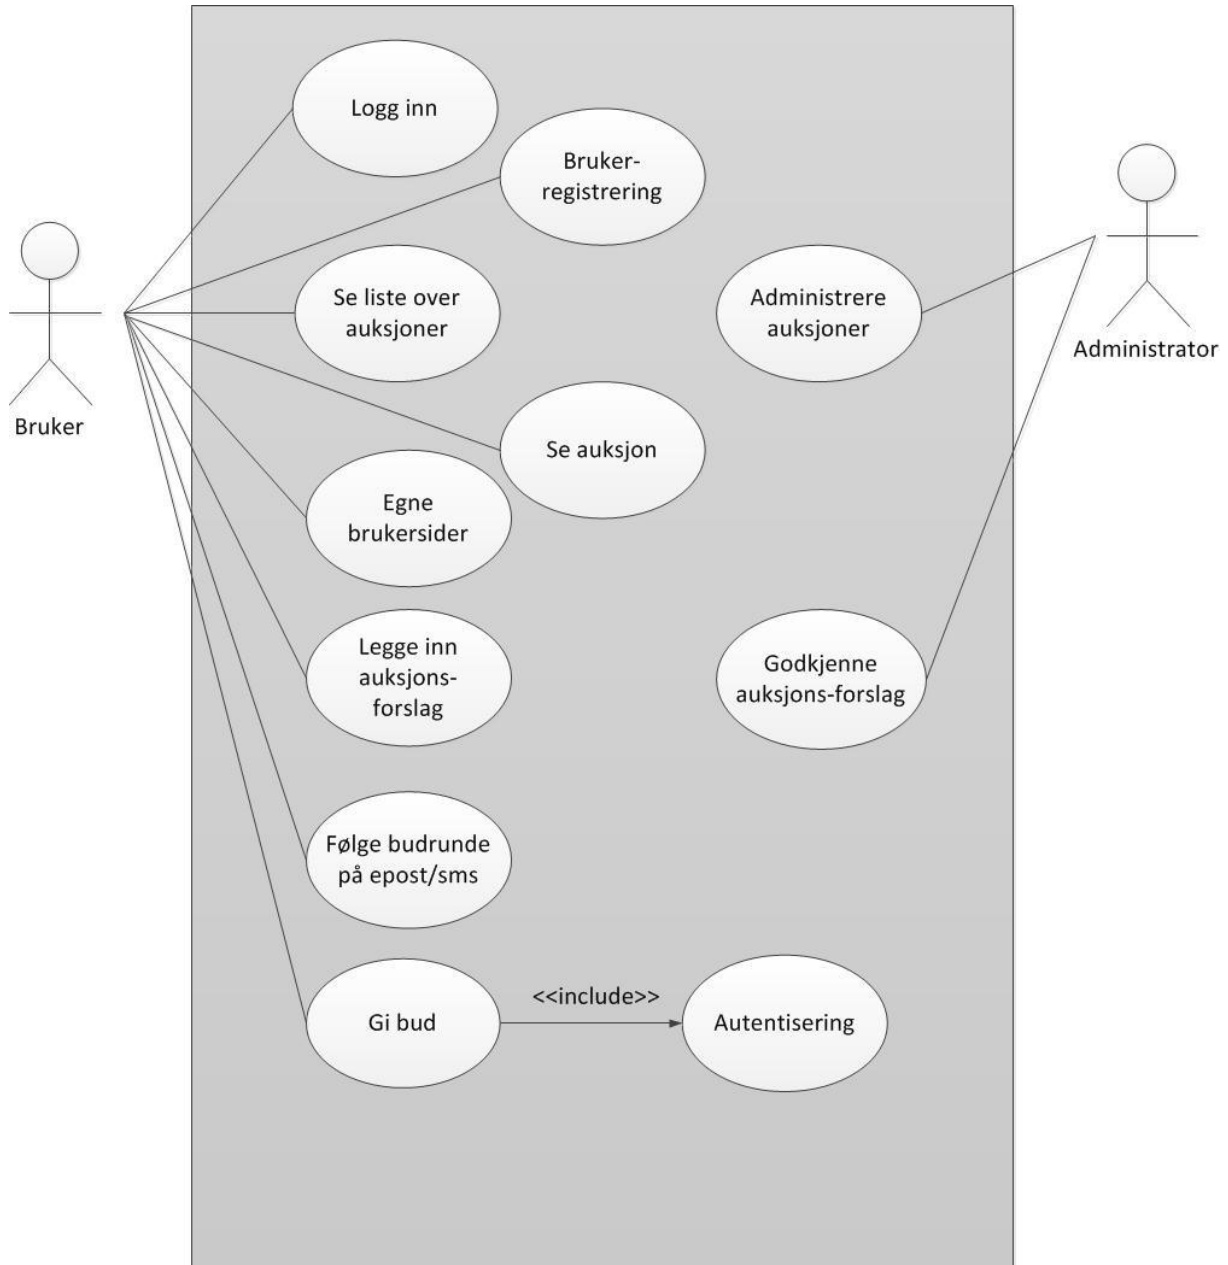 Logg inn
Bruker-
registrering
Se liste over
auksjoner
Administrere
auksjoner
Administrator
Bruker
Se auksjon
Egne
brukersider
Legge inn
auksjons-
forslag
Godkjenne
auksjons-forslag
Følge budrunde
på epost/sms
Gi bud
<<include>>
Autentisering